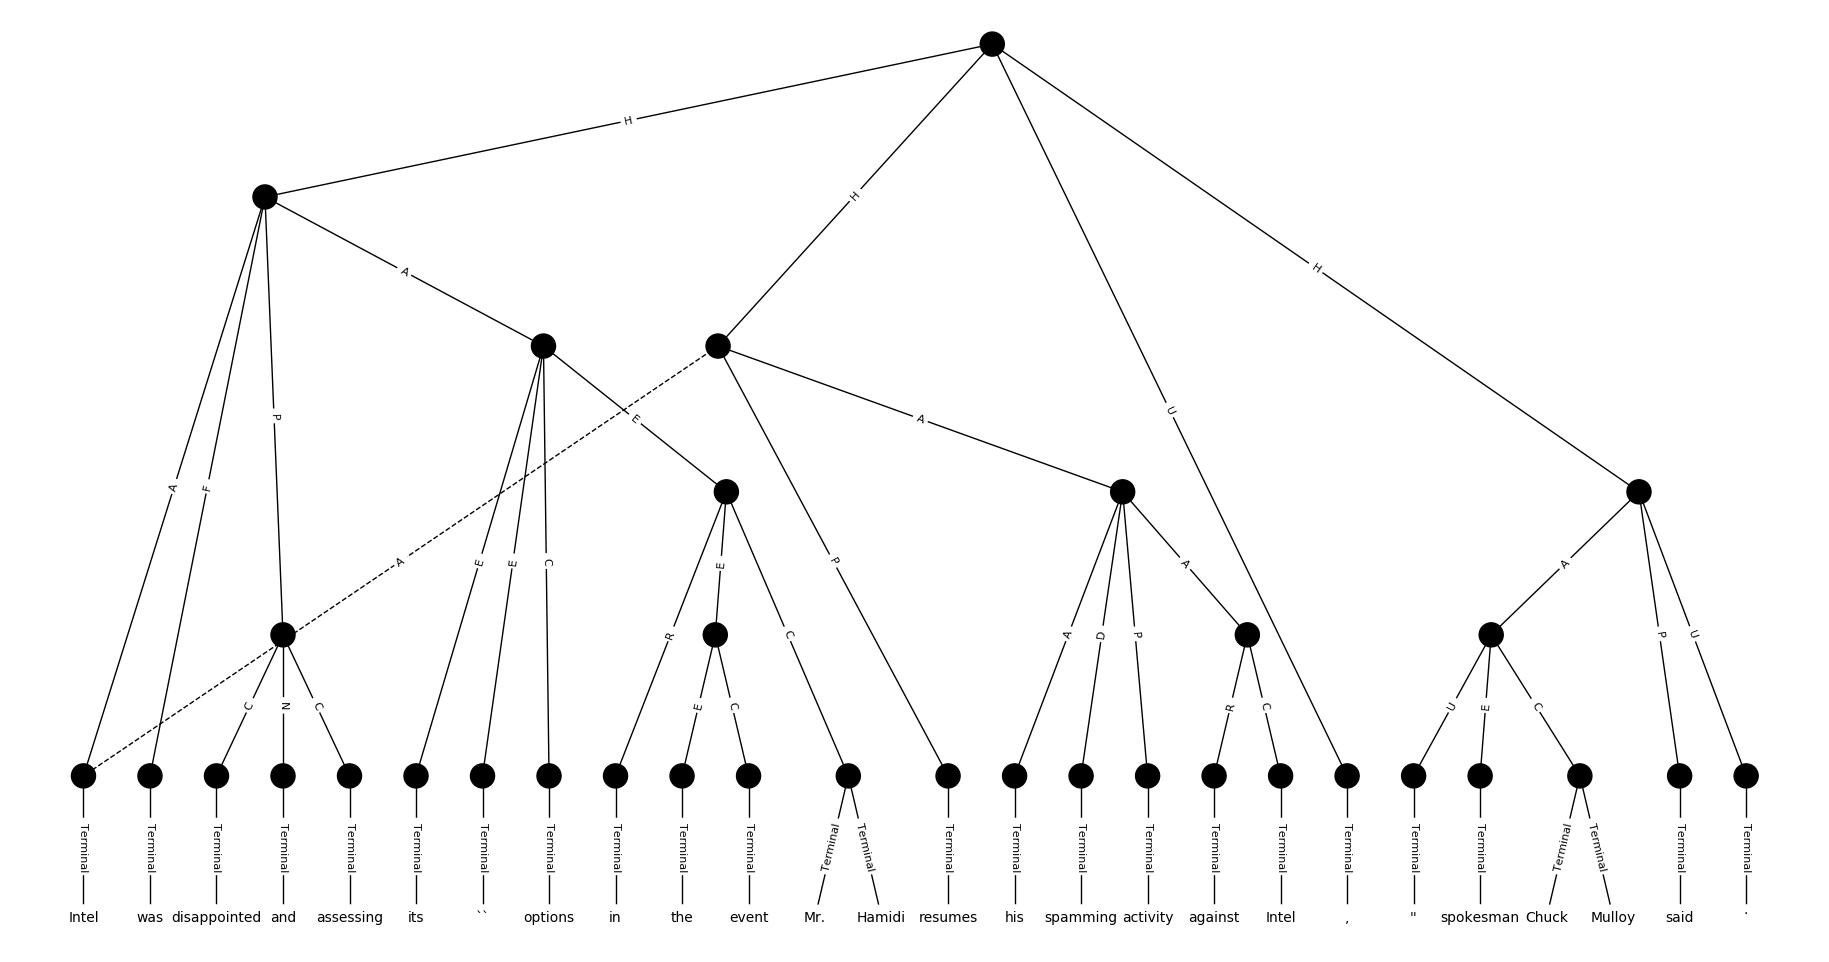 H
H
A
H
P
U
A
E
A
F
A
E
E
C
E
P
A
A
R
C
A
D
P
P
U
C
N
C
E
C
R
C
U
E
C
Terminal Terminal Terminal Terminal Terminal Terminal Terminal Terminal Terminal Terminal Terminal Terminal Terminal Terminal Terminal Terminal Terminal Terminal Terminal Terminal Terminal Terminal Terminal Terminal Terminal Terminal
Intel was disappointed and assessing its `` options in the event Mr. Hamidi resumes his spamming activity against Intel , " spokesman Chuck Mulloy said .